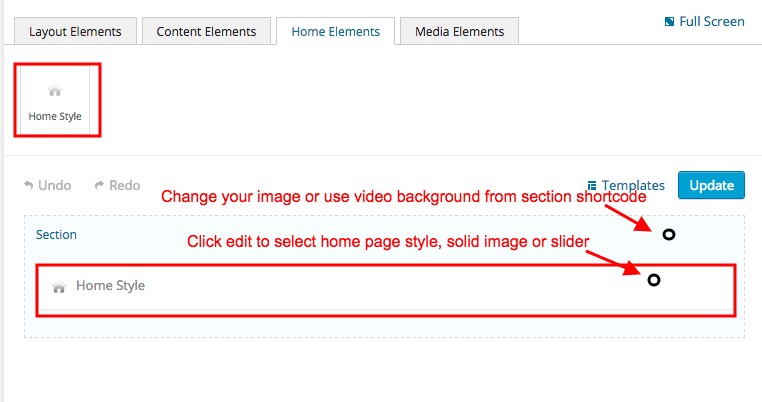 Layout Elements
Content Elements
Home Elements
Media Elements
Full Screen
Home Style
Undo
Redo
Templates
Update
Change your image or use video background from section shortcode
Section
Click edit to select home page style, solid image or slider
Home Style